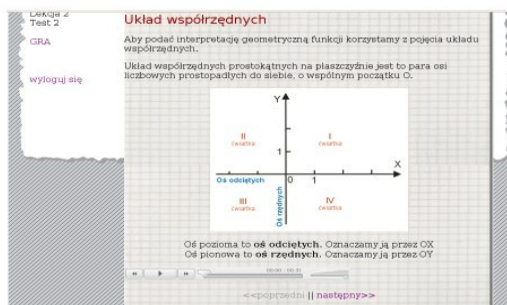 Lekcja 2
Test 2
GRA
wyloguj się
Układ współrzędnych
Aby podać interpretację geometryczną funkcji korzystamy z pojęcia układu
współrzędnych.
Układ współrzędnych prostokątnych na płaszczyźnie jest to para osi
liczbowych prostopadłych do siebie, o wspólnym początku O.
Y
II
ćwiartka
I
ćwiartka
1
X
Oś odciętych
0
1
III
ćwiartka
Oś rzędnych
IV
ćwiartka
Oś pozioma to oś odciętych. Oznaczamy ją przez OX
Oś pionowa to oś rzędnych. Oznaczamy ją przez OY
<<poprzedni || następny>>